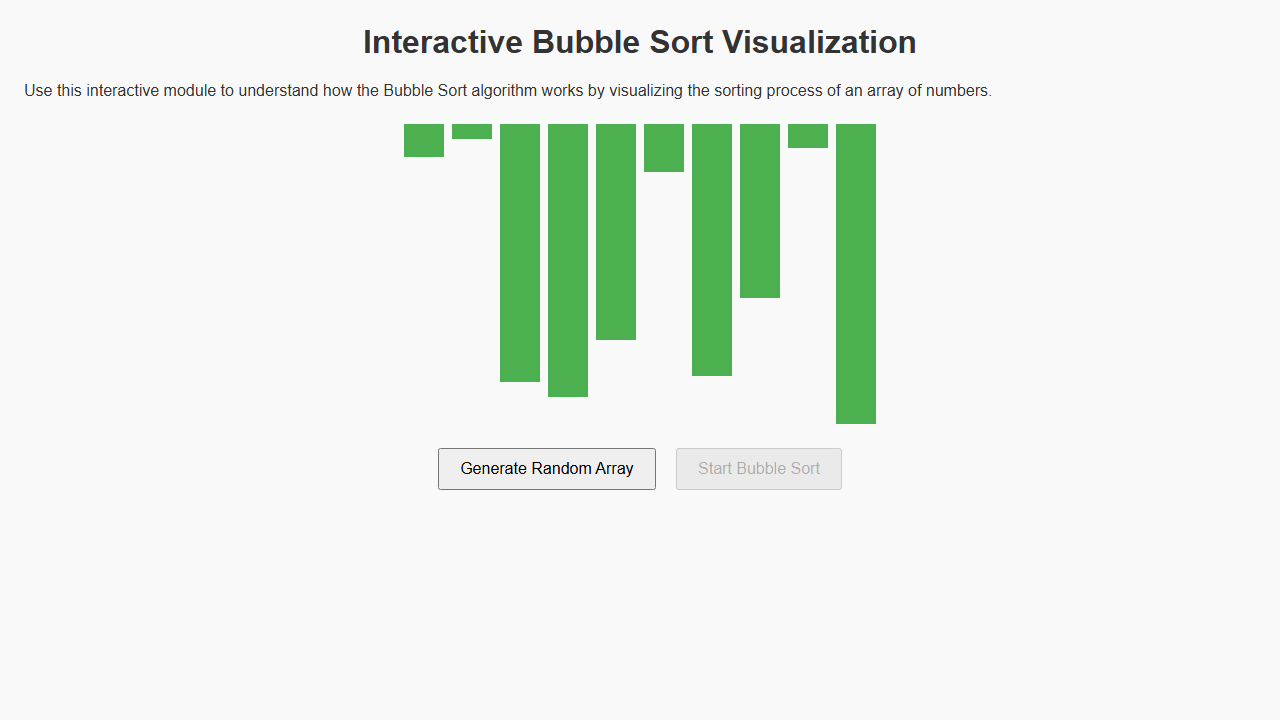 Interactive Bubble Sort Visualization
Use this interactive module to understand how the Bubble Sort algorithm works by visualizing the sorting process of an array of numbers.
Generate Random Array
Start Bubble Sort